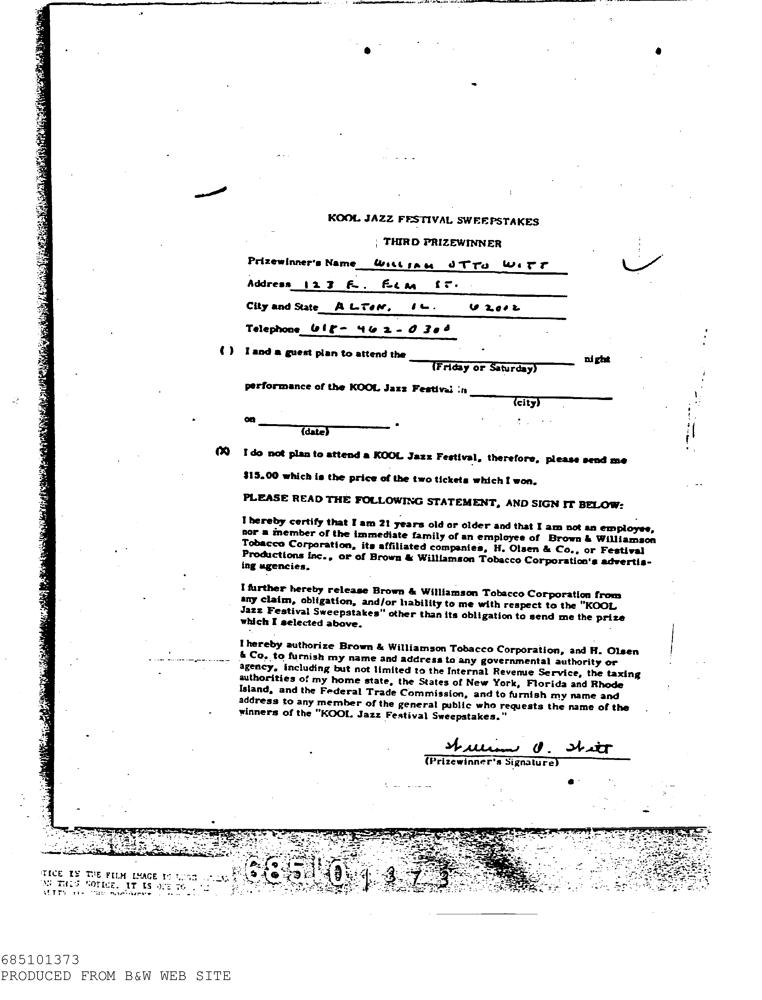 KOOL JAZZ FESTIVAL SWEEPSTAKES
THIRD PRIZEWINNER
Prizewinner's Name WILLIAM OTTO WITT
Address 123 E. ELM ST.
City and State ALTON, IL. 62002
Telephone 618-462-0300
( ) I and a guest plan to attend the night
(Friday or Saturday)
performance of the KOOL Jazz Festival in
(city)
on .
(date)
(X) I do not plan to attend a KOOL Jazz Festival, therefore, please send me
$15.00 which is the price of the two tickets which I won.
PLEASE READ THE FOLLOWING STATEMENT, AND SIGN IT BELOW:
I hereby certify that I am 21 years old or older and that I am not an employee,
nor a member of the immediate family of an employee of Brown & Williamson
Tobacco Corporation, its affiliated companies, H. Olsen & Co., or Festival
Productions Inc., or of Brown & Williamson Tobacco Corporation's advertis-
ing agencies.
I further hereby release Brown & Williamson Tobacco Corporation from
any claim, obligation, and/or liability to me with respect to the "KOOL
Jazz Festival Sweepstakes" other than its obligation to send me the prize
which I selected above.
I hereby authorize Brown & Williamson Tobacco Corporation, and H. Olsen
& Co. to furnish my name and address to any governmental authority or
agency, including but not limited to the Internal Revenue Service, the taxing
authorities of my home state, the States of New York, Florida and Rhode
Island, and the Federal Trade Commission, and to furnish my name and
address to any member of the general public who requests the name of the
winners of the "KOOL Jazz Festival Sweepstakes."
William O. Witt
(Prizewinner's Signature)
685101373
TICE IS THE FILM IMAGE IS
THIS NOTICE, IT IS DUE TO
THE DOCUMENT
685101373
PRODUCED FROM B&W WEB SITE